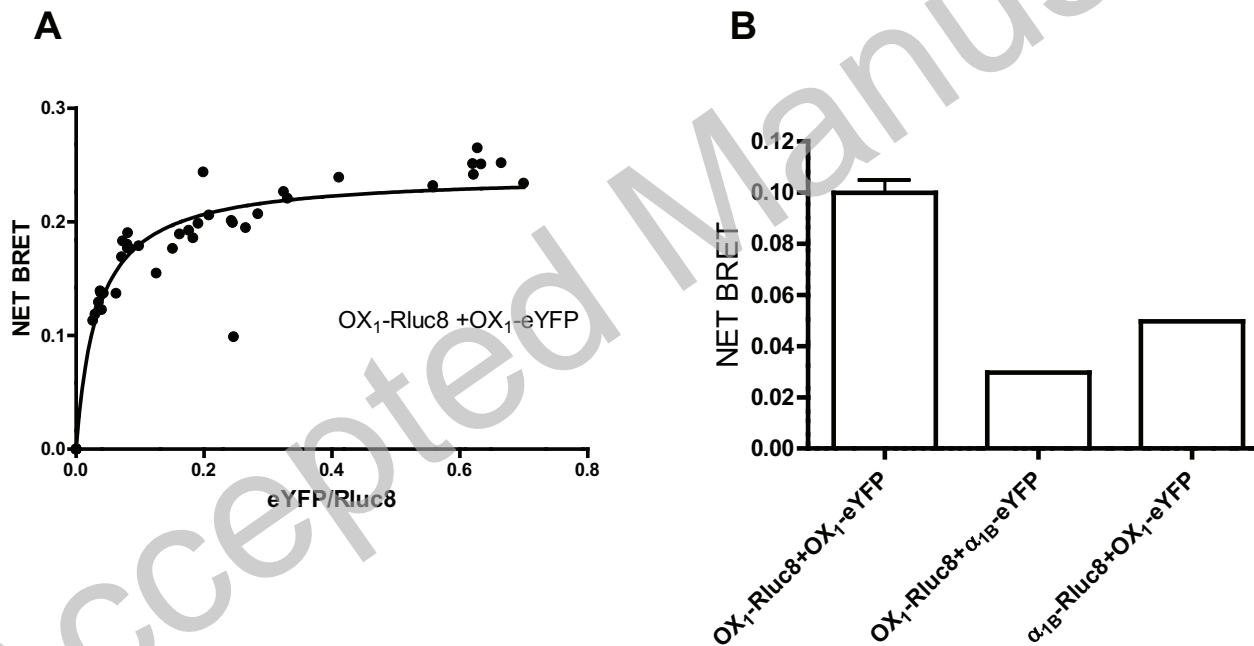 A
B
0.3
0.2
0.1
0.0
NET BRET
OX₁-Rluc8 +OX₁-eYFP
0.0
0.2
0.4
0.6
0.8
eYFP/Rluc8
0.12
0.10
0.08
0.06
0.04
0.02
0.00
NET BRET
OX₁-Rluc8+OX₁-eYFP
OX₁-Rluc8+α₁B-eYFP
α₁B-Rluc8+OX₁-eYFP
ccepted Manus